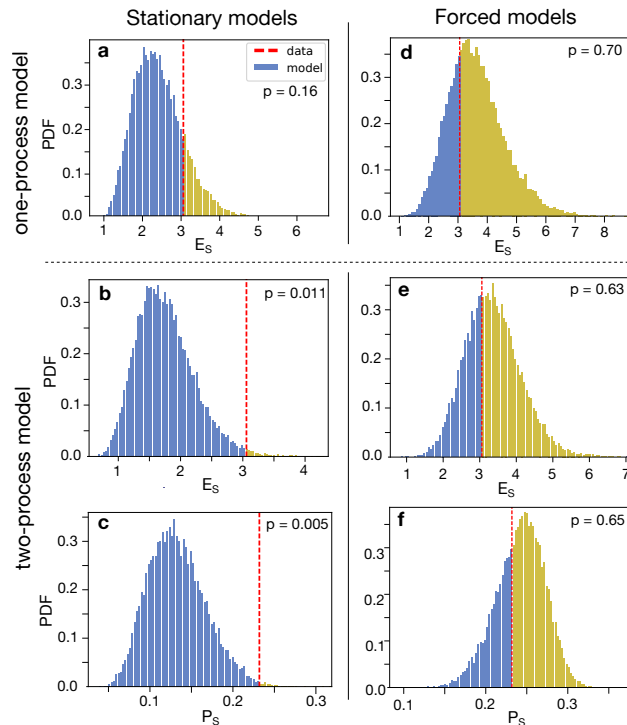 Stationary models
Forced models
one-process model
two-process model
a
data
model
p = 0.16
PDF
0.3
0.2
0.1
0.0
1 2 3 4 5 6
E_S
d
p = 0.70
0.3
0.2
0.1
0.0
1 2 3 4 5 6 7 8
E_S
b
p = 0.011
PDF
0.3
0.2
0.1
0.0
1 2 3 4
E_S
e
p = 0.63
0.3
0.2
0.1
0.0
1 2 3 4 5 6 7
E_S
c
p = 0.005
PDF
0.3
0.2
0.1
0.0
0.1 0.2 0.3
P_S
f
p = 0.65
0.3
0.2
0.1
0.0
0.1 0.2 0.3
P_S